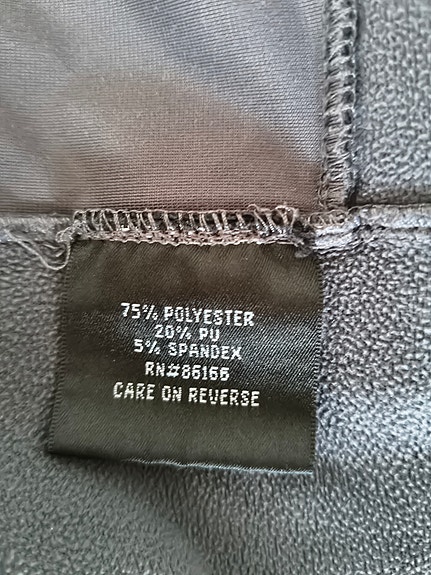 75% POLYESTER
20% PU
5% SPANDEX
RN#86166
CARE ON REVERSE